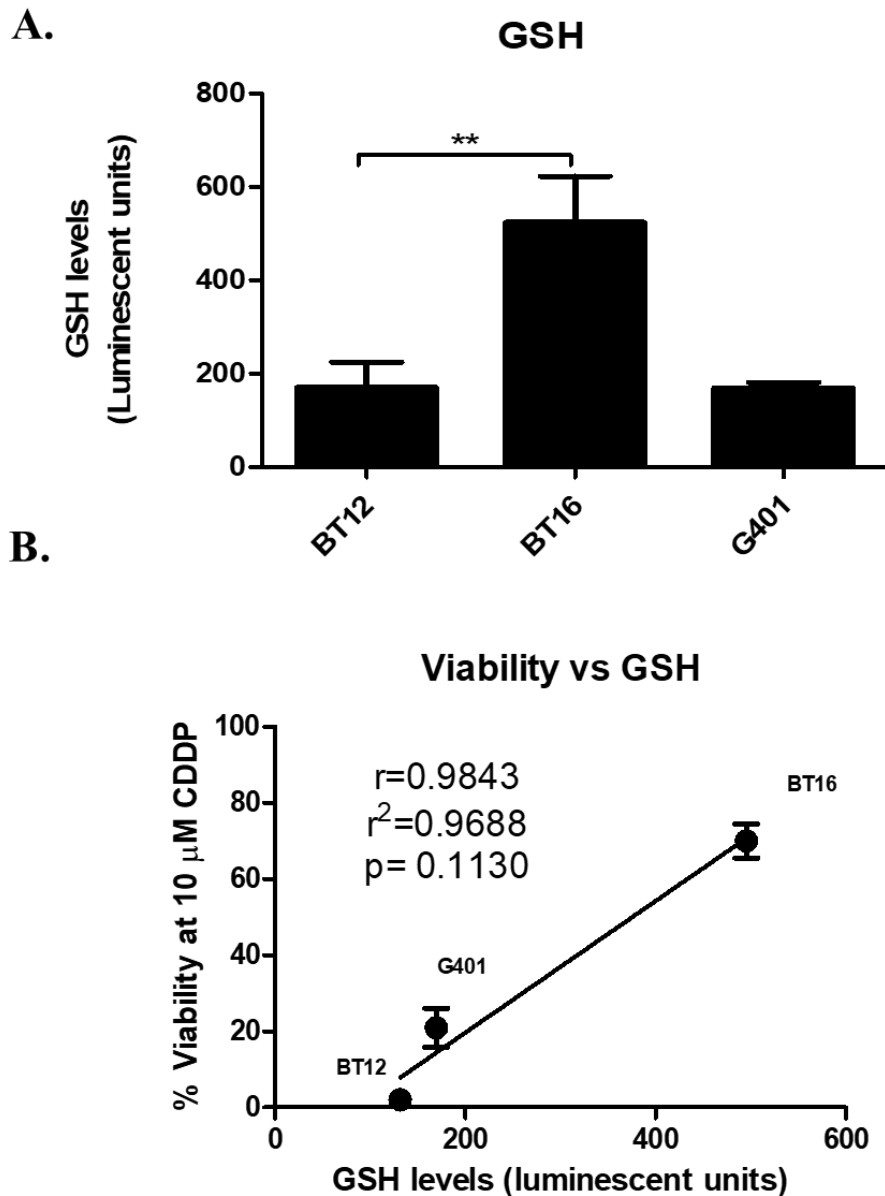 A.
GSH
GSH levels
(Luminescent units)
800
600
400
200
0
**
BT12
BT16
G401
B.
Viability vs GSH
% Viability at 10 μM CDDP
100
80
60
40
20
0
r=0.9843
r²=0.9688
p= 0.1130
BT16
G401
BT12
0
200
400
600
GSH levels (luminescent units)